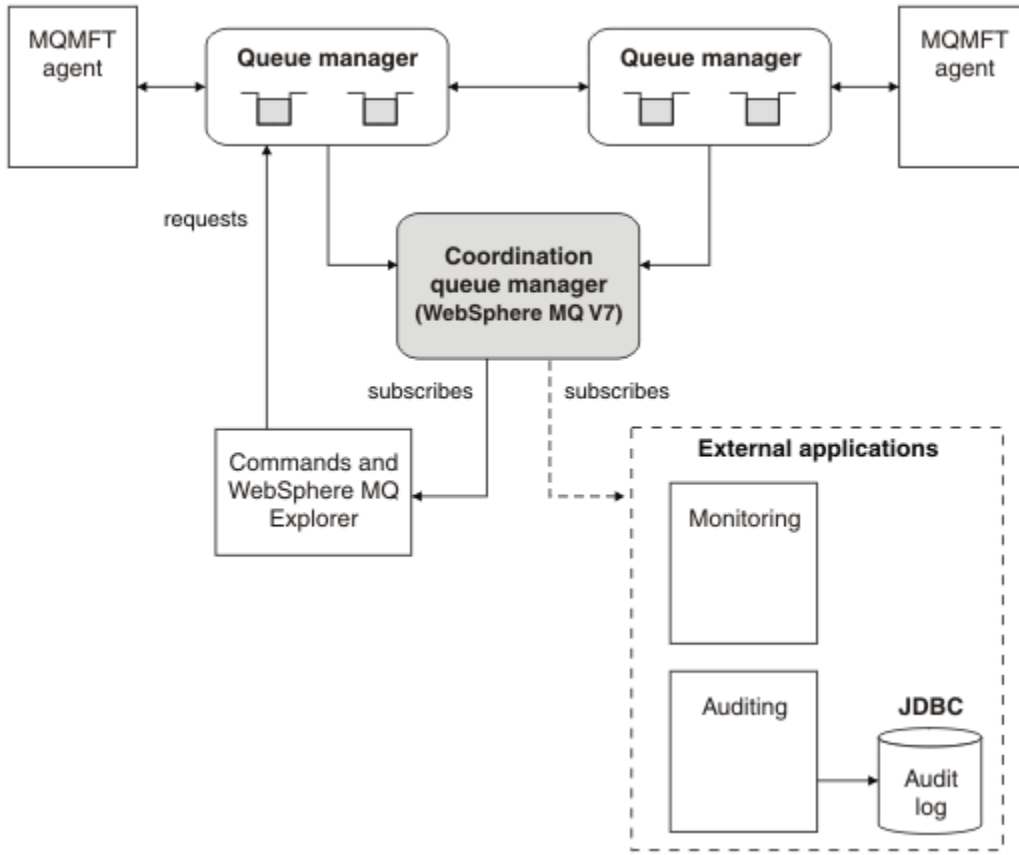 MQMFT
agent
Queue manager
Queue manager
MQMFT
agent
requests
Coordination
queue manager
(WebSphere MQ V7)
subscribes
subscribes
Commands and
WebSphere MQ
Explorer
External applications
Monitoring
Auditing
JDBC
Audit
log